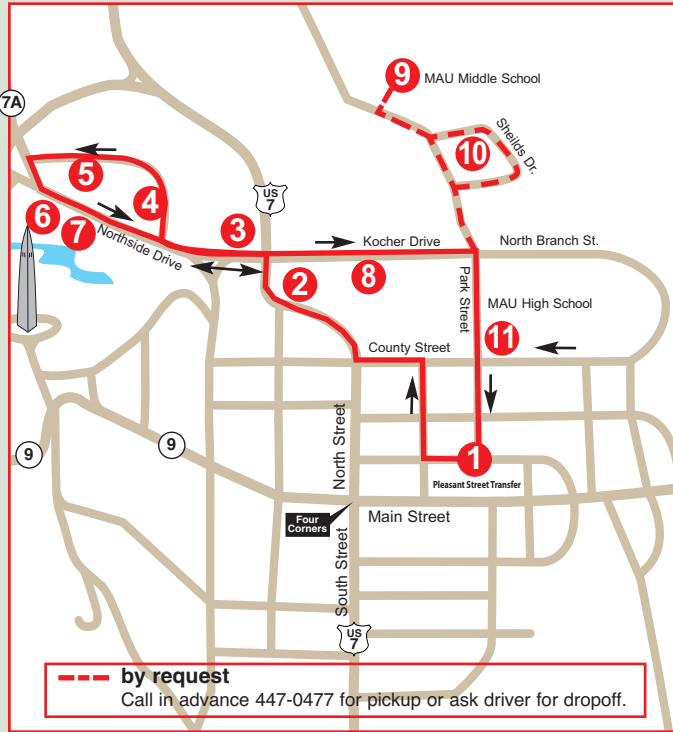 9
MAU Middle School
7A
Sheilds Dr.
10
5
US
7
4
6
3
7
Northside Drive
Kocher Drive
North Branch St.
2
8
Park Street
MAU High School
11
County Street
9
9
North Street
1
Pleasant Street Transfer
Four
Corners
Main Street
South Street
US
7
by request
Call in advance 447-0477 for pickup or ask driver for dropoff.